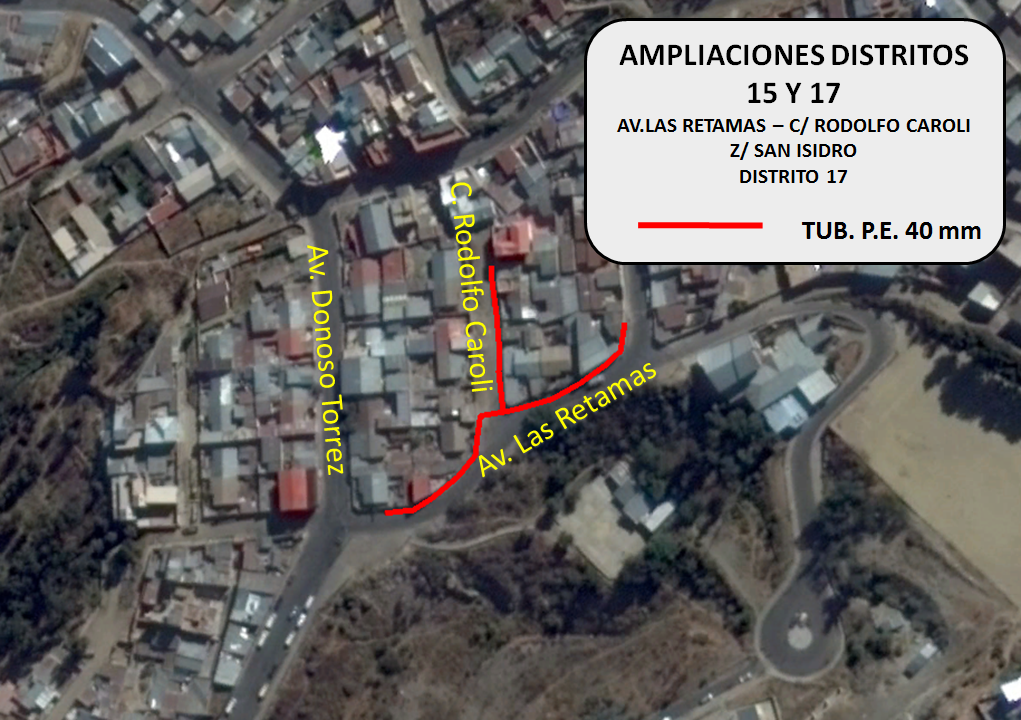 AMPLIACIONES DISTRITOS
15 Y 17
AV.LAS RETAMAS – C/ RODOLFO CAROLI
Z/ SAN ISIDRO
DISTRITO 17
TUB. P.E. 40 mm
C. Rodolfo Caroli
Av. Donoso Torrez
Av. Las Retamas